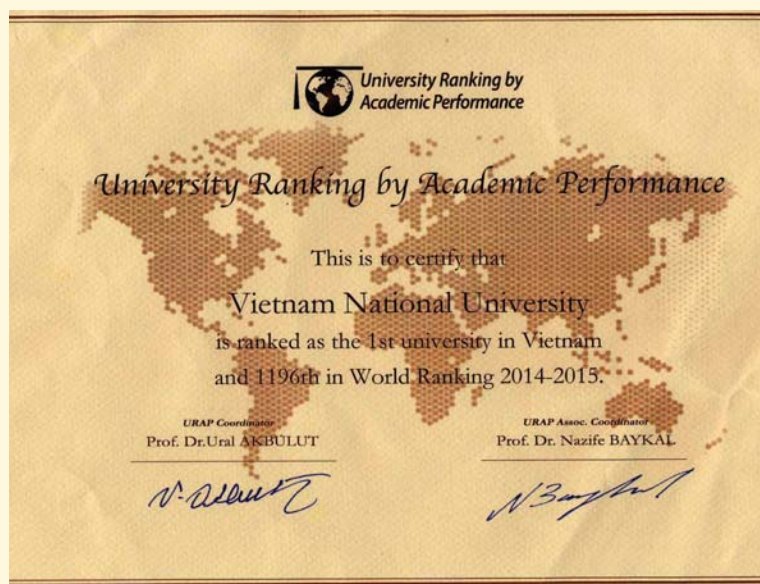 University Ranking by
Academic Performance
University Ranking by Academic Performance
This is to certify that
Vietnam National University
is ranked as the 1st university in Vietnam
and 1196th in World Ranking 2014-2015.
URAP Coordinator
Prof. Dr.Ural AKBULUT
URAP Assoc. Coordinator
Prof. Dr. Nazife BAYKAL